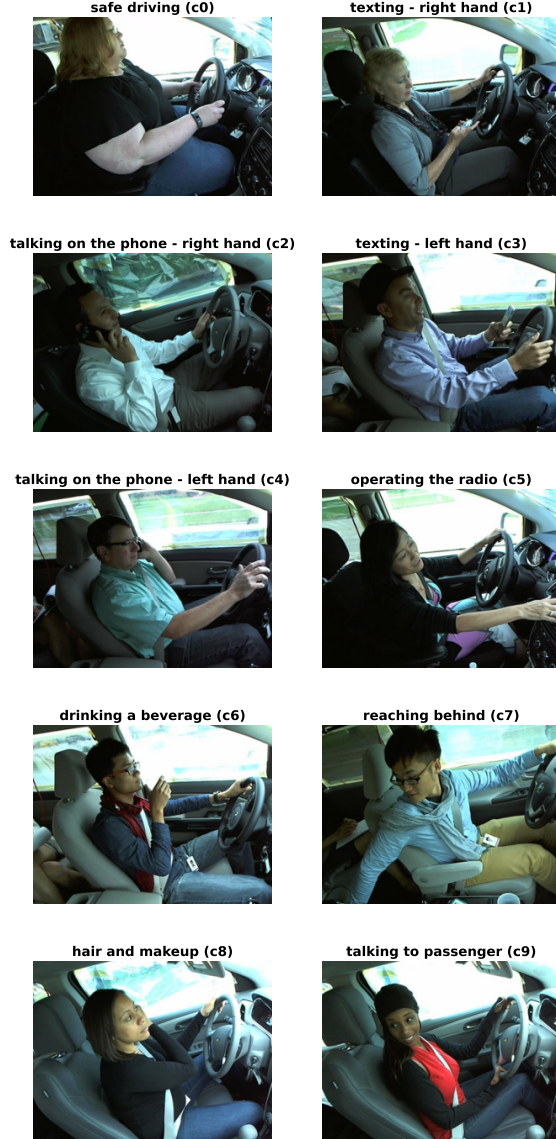 safe driving (c0)
texting - right hand (c1)
talking on the phone - right hand (c2)
texting - left hand (c3)
talking on the phone - left hand (c4)
operating the radio (c5)
drinking a beverage (c6)
reaching behind (c7)
hair and makeup (c8)
talking to passenger (c9)